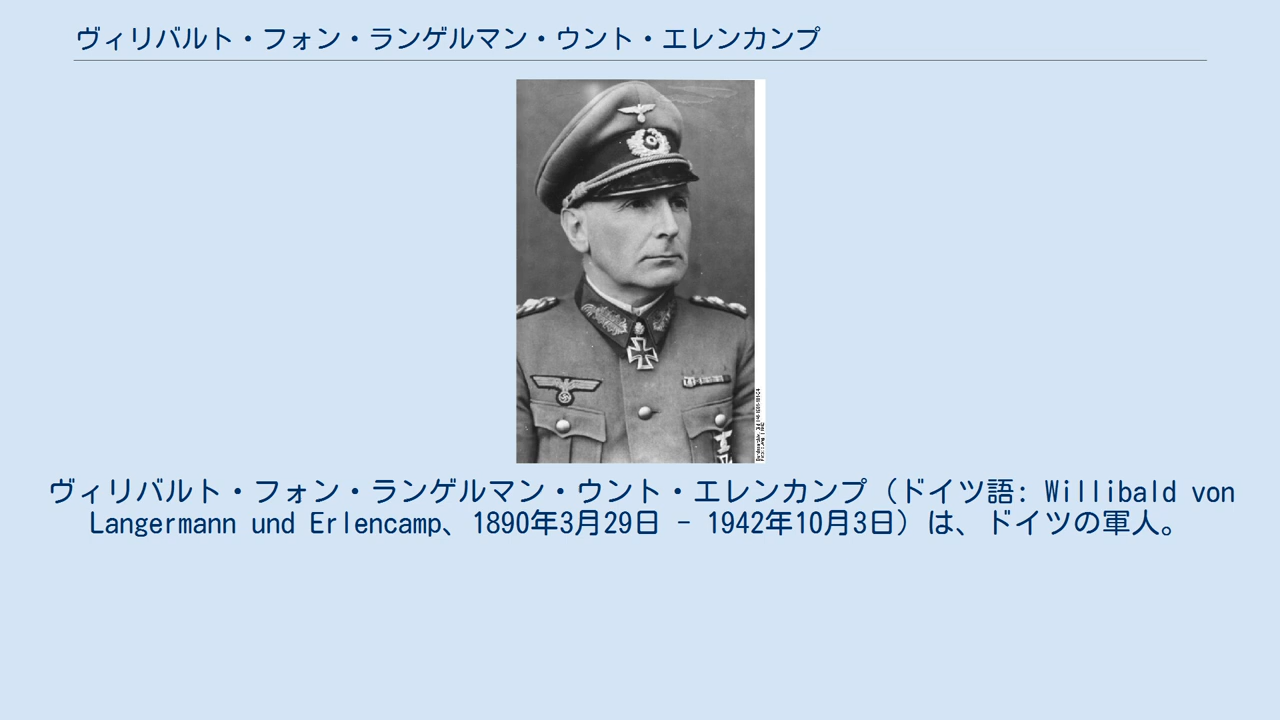 ヴィリバルト・フォン・ランゲルマン・ウント・エレンカンプ
ヴィリバルト・フォン・ランゲルマン・ウント・エレンカンプ（ドイツ語: Willibald von
Langermann und Erlencamp、1890年3月29日 - 1942年10月3日）は、ドイツの軍人。